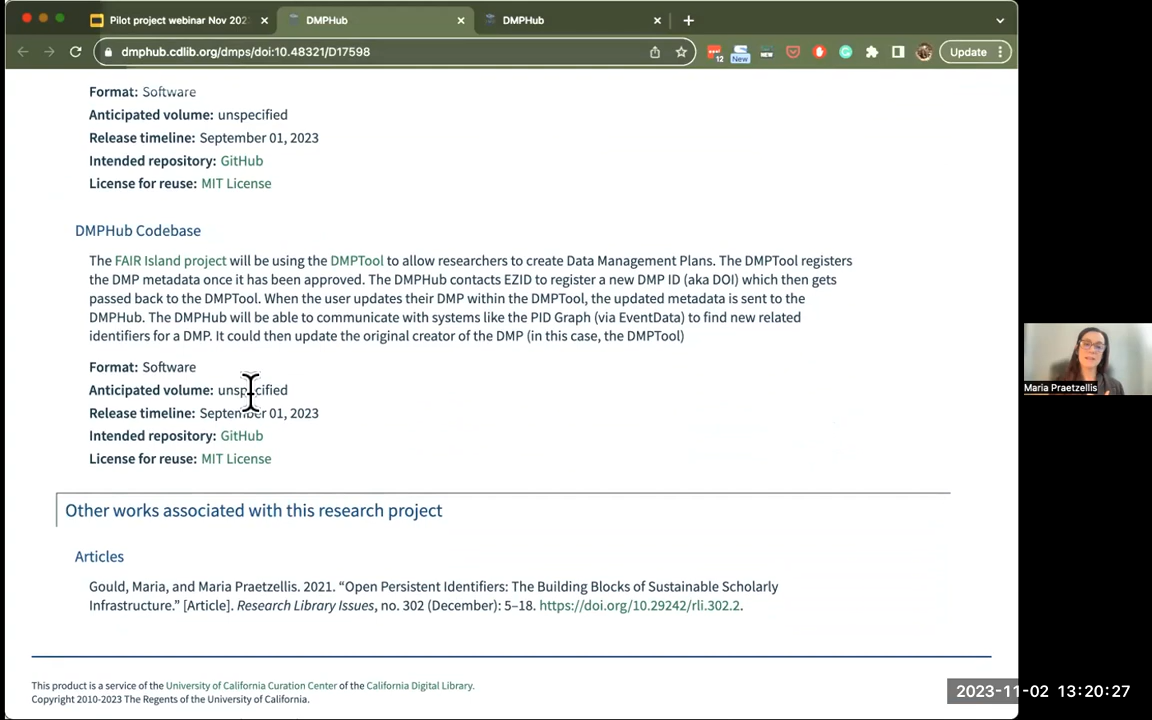 Pilot project webinar Nov 202
DMPHub
DMPHub
dmphub.cdlib.org/dmps/doi:10.48321/D17598
12
New
Update
Format: Software
Anticipated volume: unspecified
Release timeline: September 01, 2023
Intended repository: GitHub
License for reuse: MIT License
DMPHub Codebase
The FAIR Island project will be using the DMPTool to allow researchers to create Data Management Plans. The DMPTool registers
the DMP metadata once it has been approved. The DMPHub contacts EZID to register a new DMP ID (aka DOI) which then gets
passed back to the DMPTool. When the user updates their DMP within the DMPTool, the updated metadata is sent to the
DMPHub. The DMPHub will be able to communicate with systems like the PID Graph (via EventData) to find new related
identifiers for a DMP. It could then update the original creator of the DMP (in this case, the DMPTool)
Format: Software
Anticipated volume: unspecified
Release timeline: September 01, 2023
Intended repository: GitHub
License for reuse: MIT License
Maria Praetzellis
Other works associated with this research project
Articles
Gould, Maria, and Maria Praetzellis. 2021. “Open Persistent Identifiers: The Building Blocks of Sustainable Scholarly
Infrastructure.” [Article]. Research Library Issues, no. 302 (December): 5–18. https://doi.org/10.29242/rli.302.2.
This product is a service of the University of California Curation Center of the California Digital Library.
Copyright 2010-2023 The Regents of the University of California.
2023-11-02 13:20:27